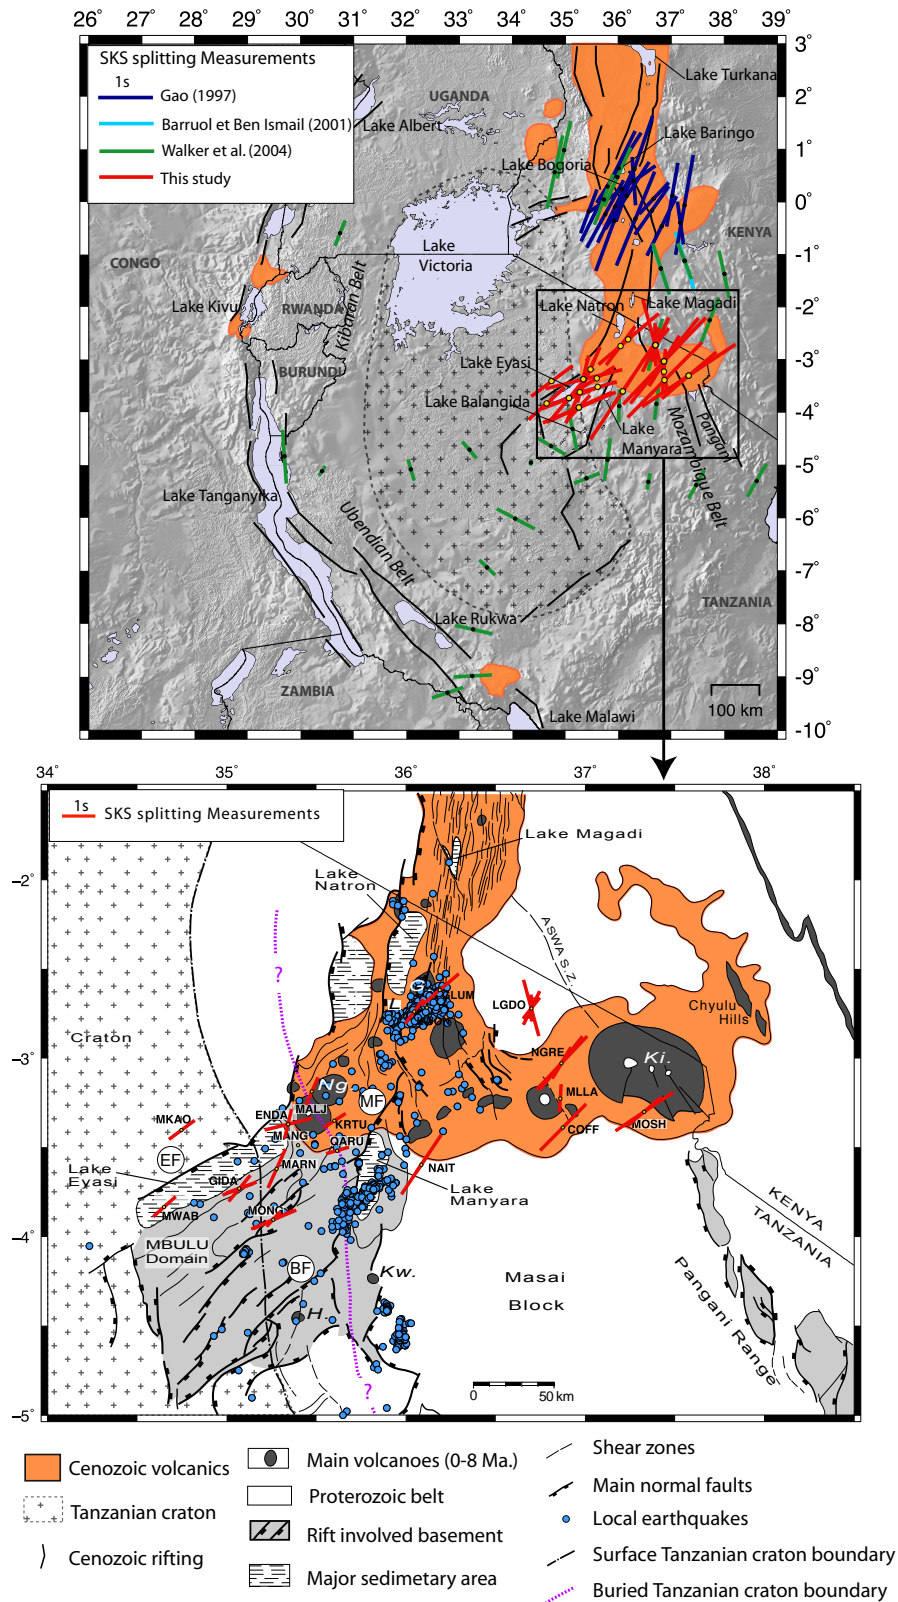 26° 27° 28° 29° 30° 31° 32° 33° 34° 35° 36° 37° 38° 39°
3°
2°
1°
0°
-1°
-2°
-3°
-4°
-5°
-6°
-7°
-8°
-9°
-10°
SKS splitting Measurements
1s
Gao (1997)
Barruol et Ben Ismail (2001)
Walker et al. (2004)
This study
UGANDA
Lake Turkana
Lake Albert
Lake Baringo
Lake Bogoria
KENYA
CONGO
Lake
Victoria
Kibaran Belt
Lake Kivu
RWANDA
Lake Natron
Lake Magadi
BURUNDI
Lake Eyasi
Lake Balangida
Lake
Manyara
Pangani
Mozambique Belt
Lake Tanganyika
Ubendian Belt
TANZANIA
Lake Rukwa
ZAMBIA
Lake Malawi
100 km
34° 35° 36° 37° 38°
-2°
-3°
-4°
-5°
1s
SKS splitting Measurements
Lake Magadi
Lake
Natron
ASWA S.Z.
?
G
L
LUM
LGDO
Chyulu
Hills
Craton
NGRE
Ki.
Ng
MF
MLLA
MKAO
ENDA
MALJ
KRTU
COFF
MOSH
MANG
QARU
EF
MARN
NAIT
Lake
Eyasi
GIDA
Lake
Manyara
MWAB
MONG
KENYA
TANZANIA
MBULU
Domain
BF
Kw.
Masai
Block
H.
Pangani Range
?
0 50 km
Cenozoic volcanics
Tanzanian craton
Cenozoic rifting
Main volcanoes (0-8 Ma.)
Proterozoic belt
Rift involved basement
Major sedimetary area
Shear zones
Main normal faults
Local earthquakes
Surface Tanzanian craton boundary
Buried Tanzanian craton boundary